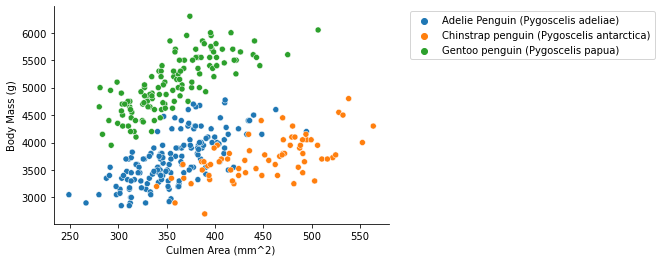 Adelie Penguin (Pygoscelis adeliae)
Chinstrap penguin (Pygoscelis antarctica)
Gentoo penguin (Pygoscelis papua)
6000
5500
5000
4500
4000
3500
3000
Body Mass (g)
250
300
350
400
450
500
550
Culmen Area (mm^2)